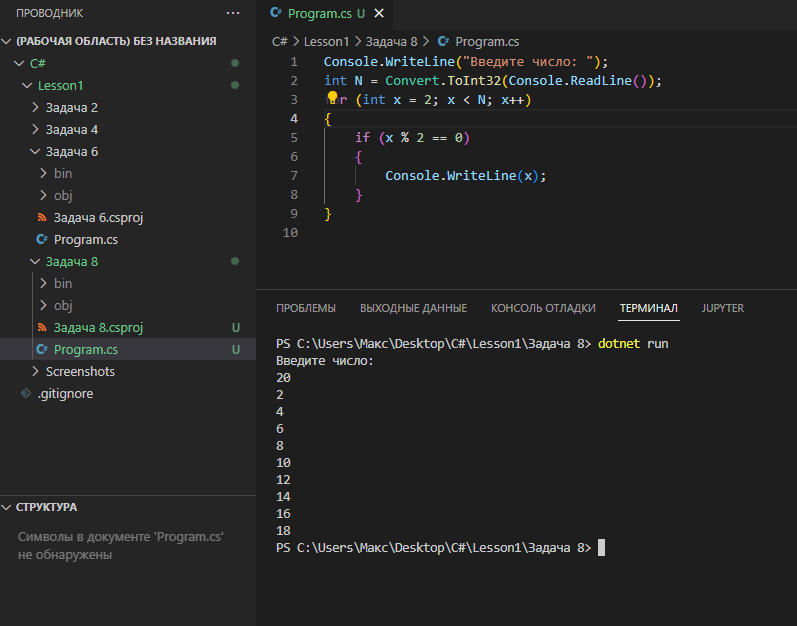 ПРОВОДНИК ...
(РАБОЧАЯ ОБЛАСТЬ) БЕЗ НАЗВАНИЯ
C#
Lesson1
Задача 2
Задача 4
Задача 6
bin
obj
Задача 6.csproj
C# Program.cs
Задача 8
bin
obj
Задача 8.csproj U
C# Program.cs U
Screenshots
.gitignore
СТРУКТУРА
Символы в документе 'Program.cs'
не обнаружены
C# Program.cs U ×
C# > Lesson1 > Задача 8 > C# Program.cs
1 Console.WriteLine("Введите число: ");
2 int N = Convert.ToInt32(Console.ReadLine());
3 r (int x = 2; x < N; x++)
4 {
5 if (x % 2 == 0)
6 {
7 Console.WriteLine(x);
8 }
9 }
10
ПРОБЛЕМЫ ВЫХОДНЫЕ ДАННЫЕ КОНСОЛЬ ОТЛАДКИ ТЕРМИНАЛ JUPYTER
PS C:\Users\Макс\Desktop\C#\Lesson1\Задача 8> dotnet run
Введите число:
20
2
4
6
8
10
12
14
16
18
PS C:\Users\Макс\Desktop\C#\Lesson1\Задача 8>